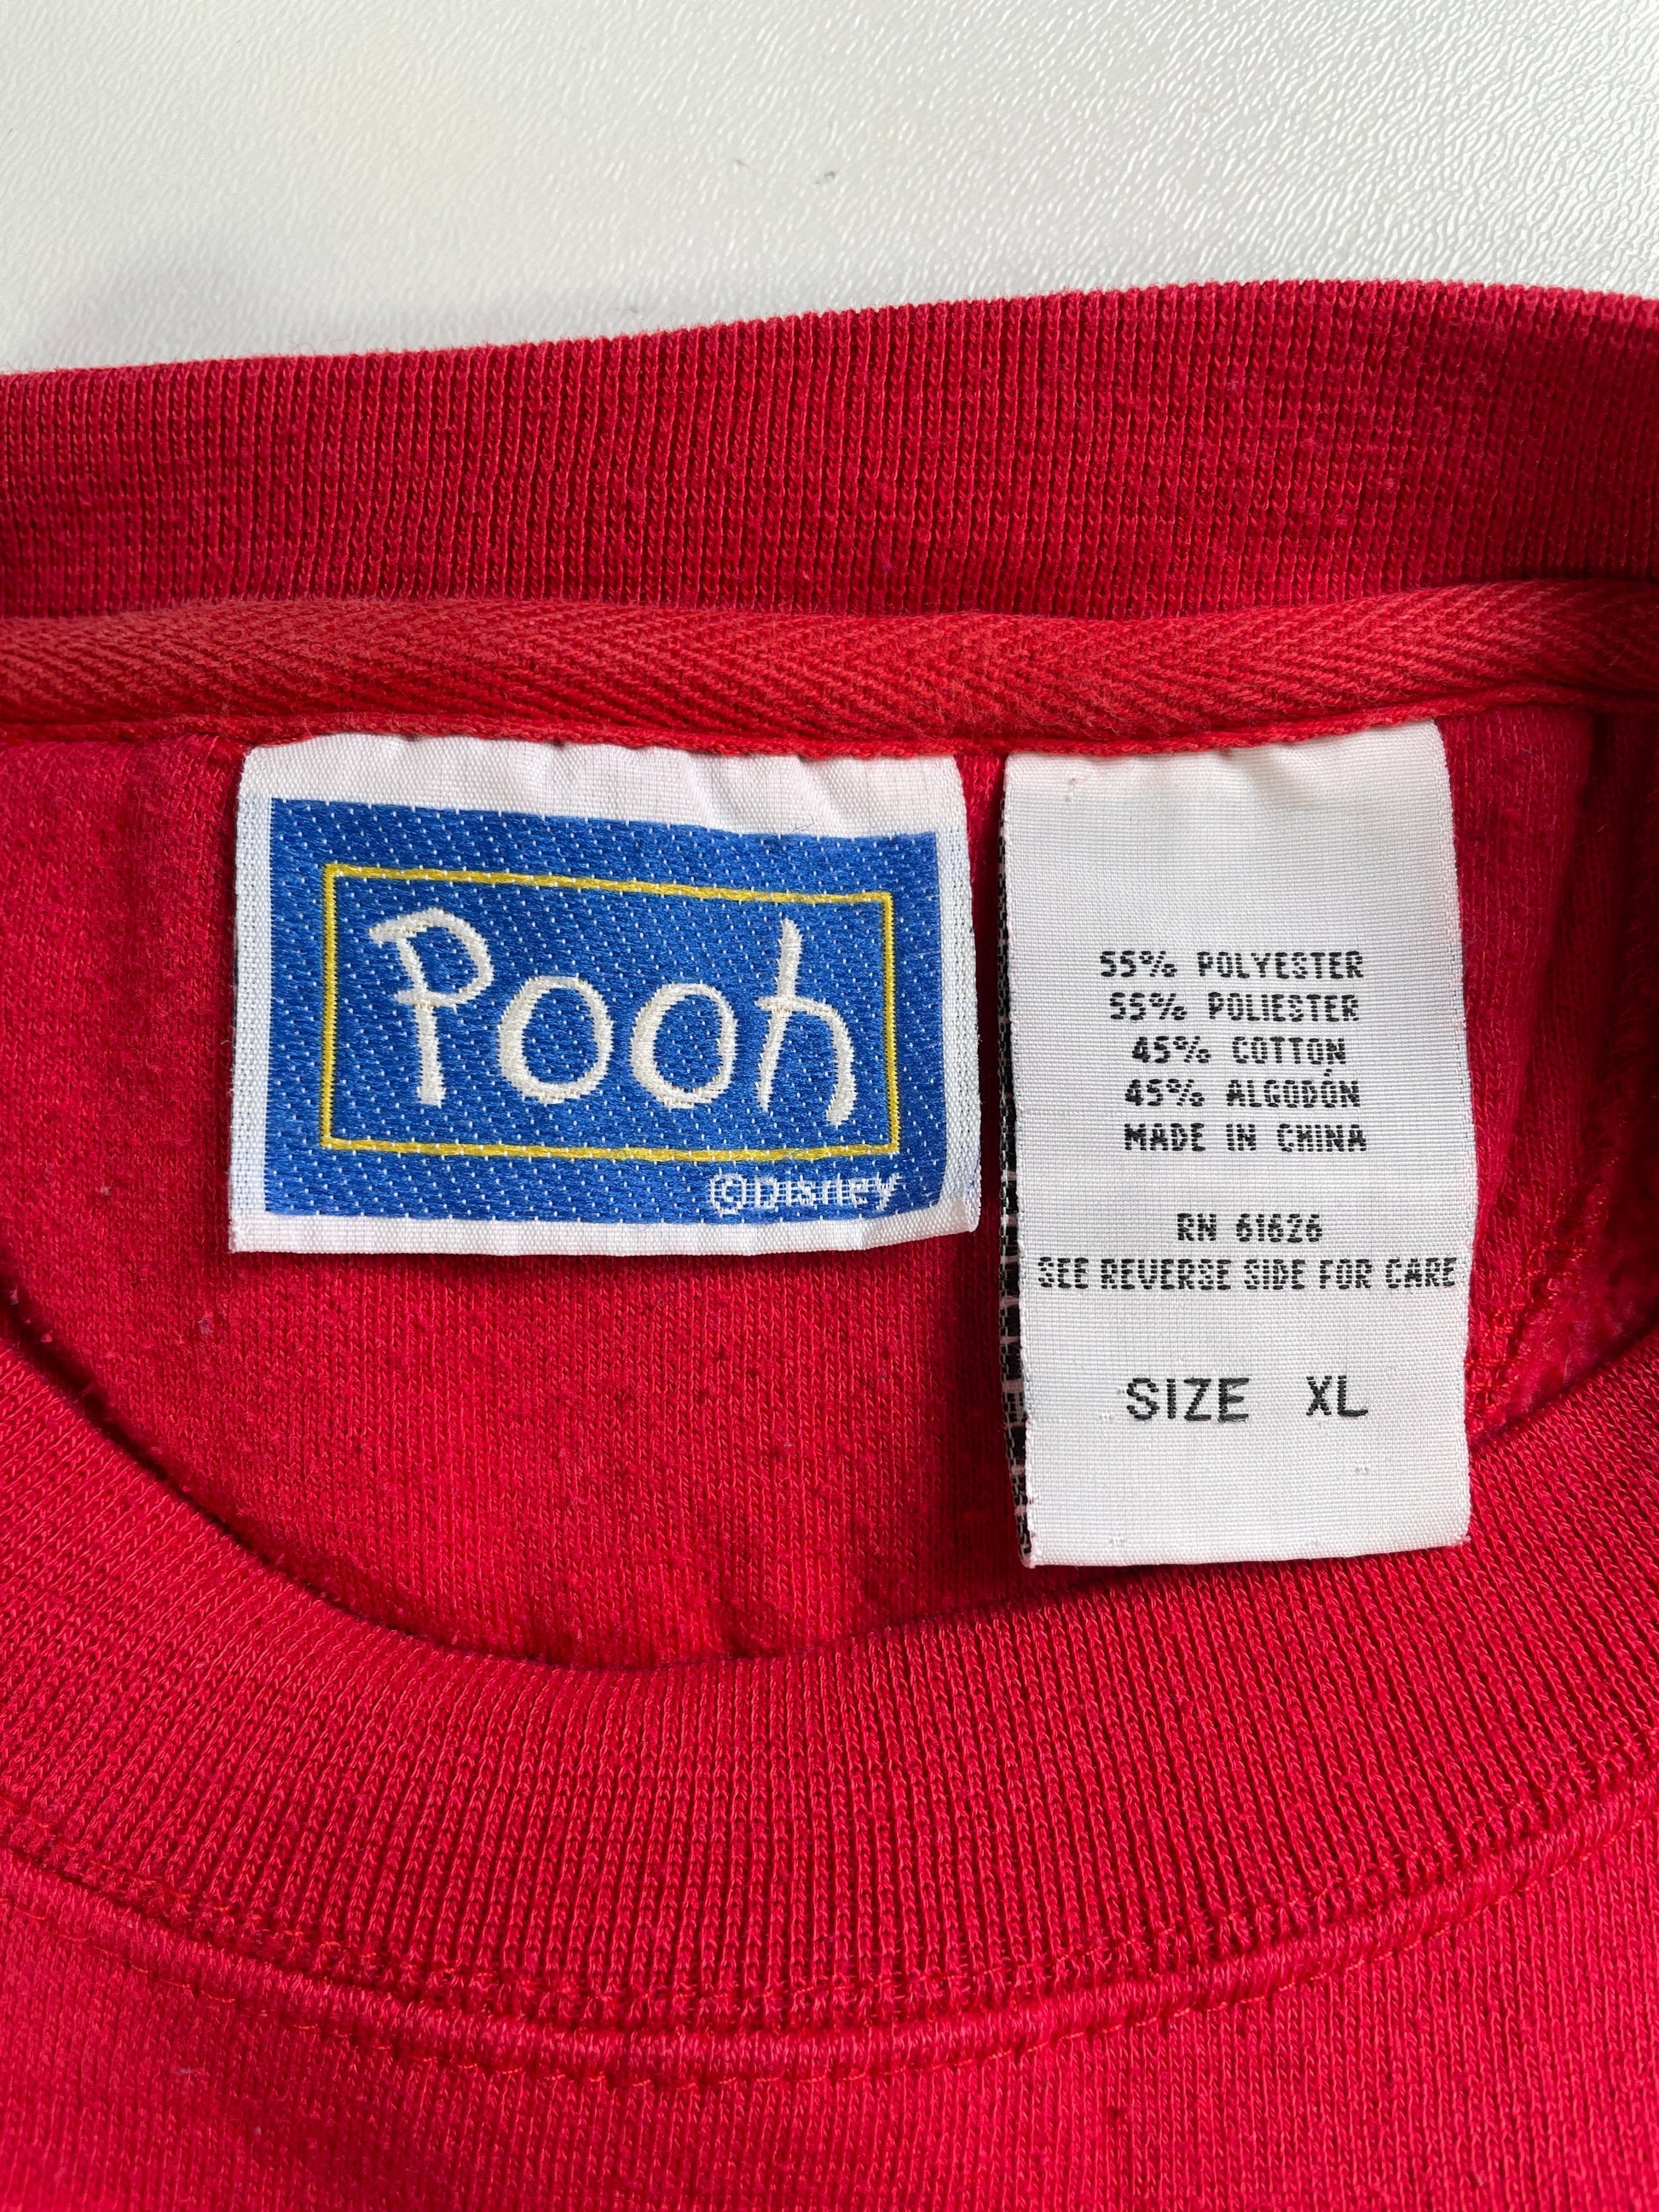 Pooh
©Disney
55% POLYESTER
55% POLIESTER
45% COTTON
45% ALGODÓN
MADE IN CHINA
RN 61626
SEE REVERSE SIDE FOR CARE
SIZE XL